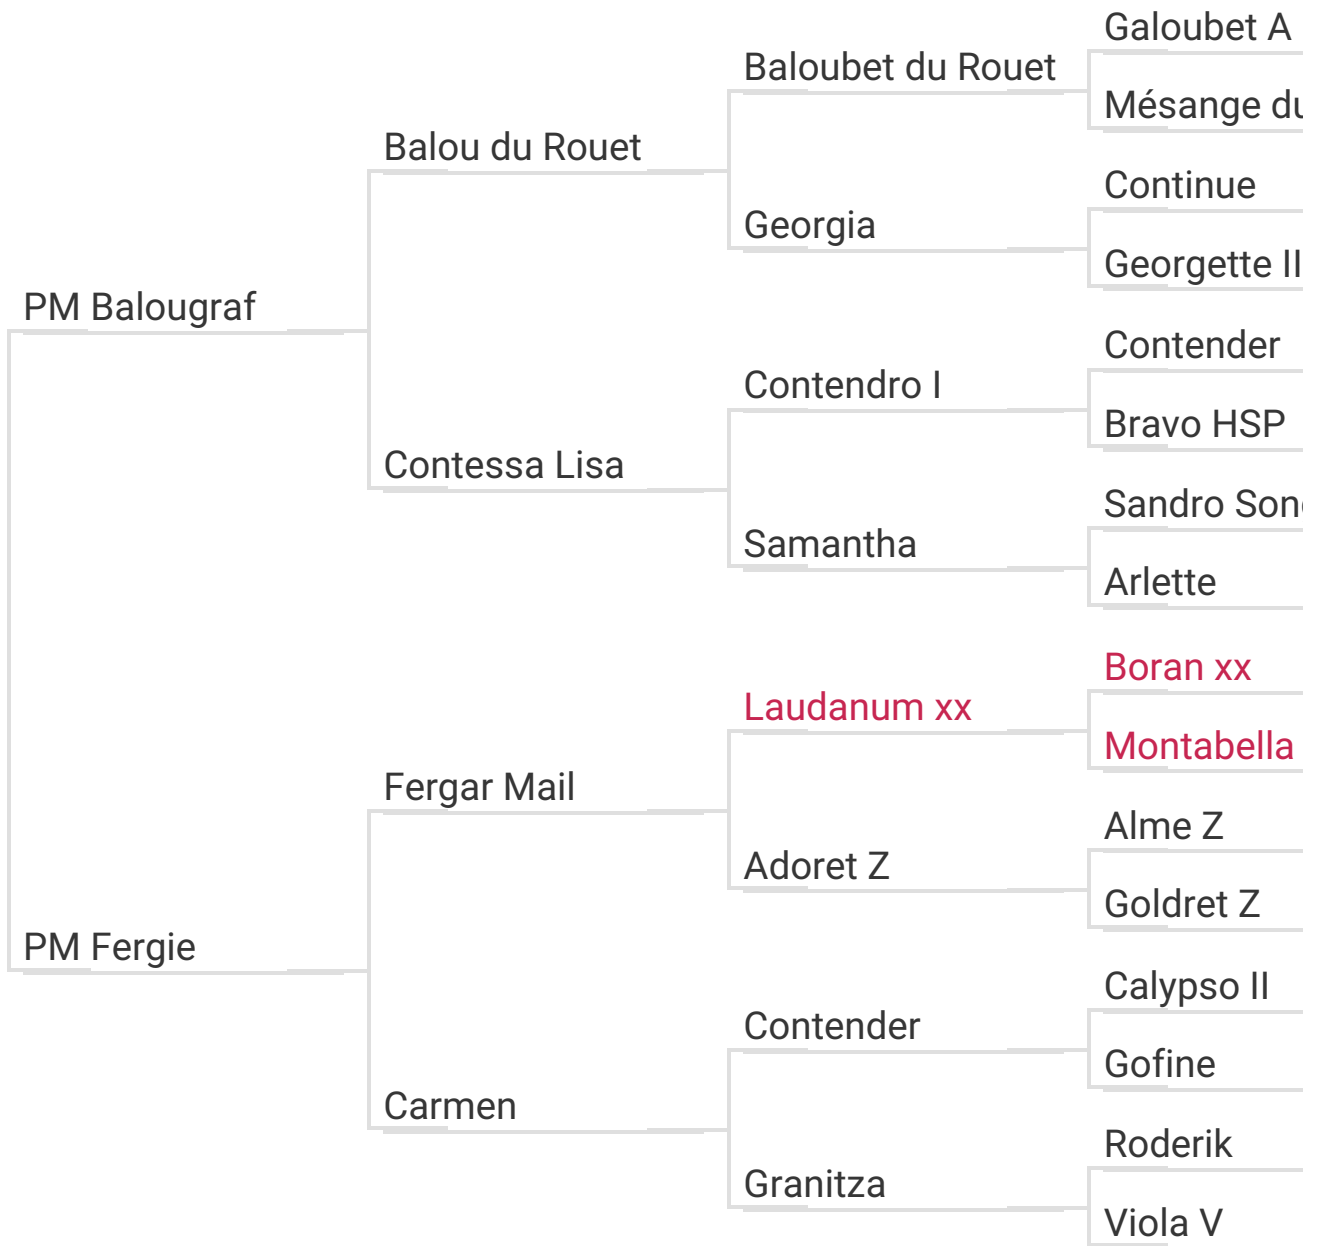 Galoubet A
Baloubet du Rouet
Mésange du
Balou du Rouet
Continue
Georgia
Georgette II
PM Balougraf
Contender
Contendro I
Bravo HSP
Contessa Lisa
Sandro
Samantha
Arlette
Boran xx
Laudanum xx
Montabella
Fergar Mail
Alme Z
Adoret Z
Goldret Z
PM Fergie
Calypso II
Contender
Gofine
Carmen
Roderik
Granitza
Viola V